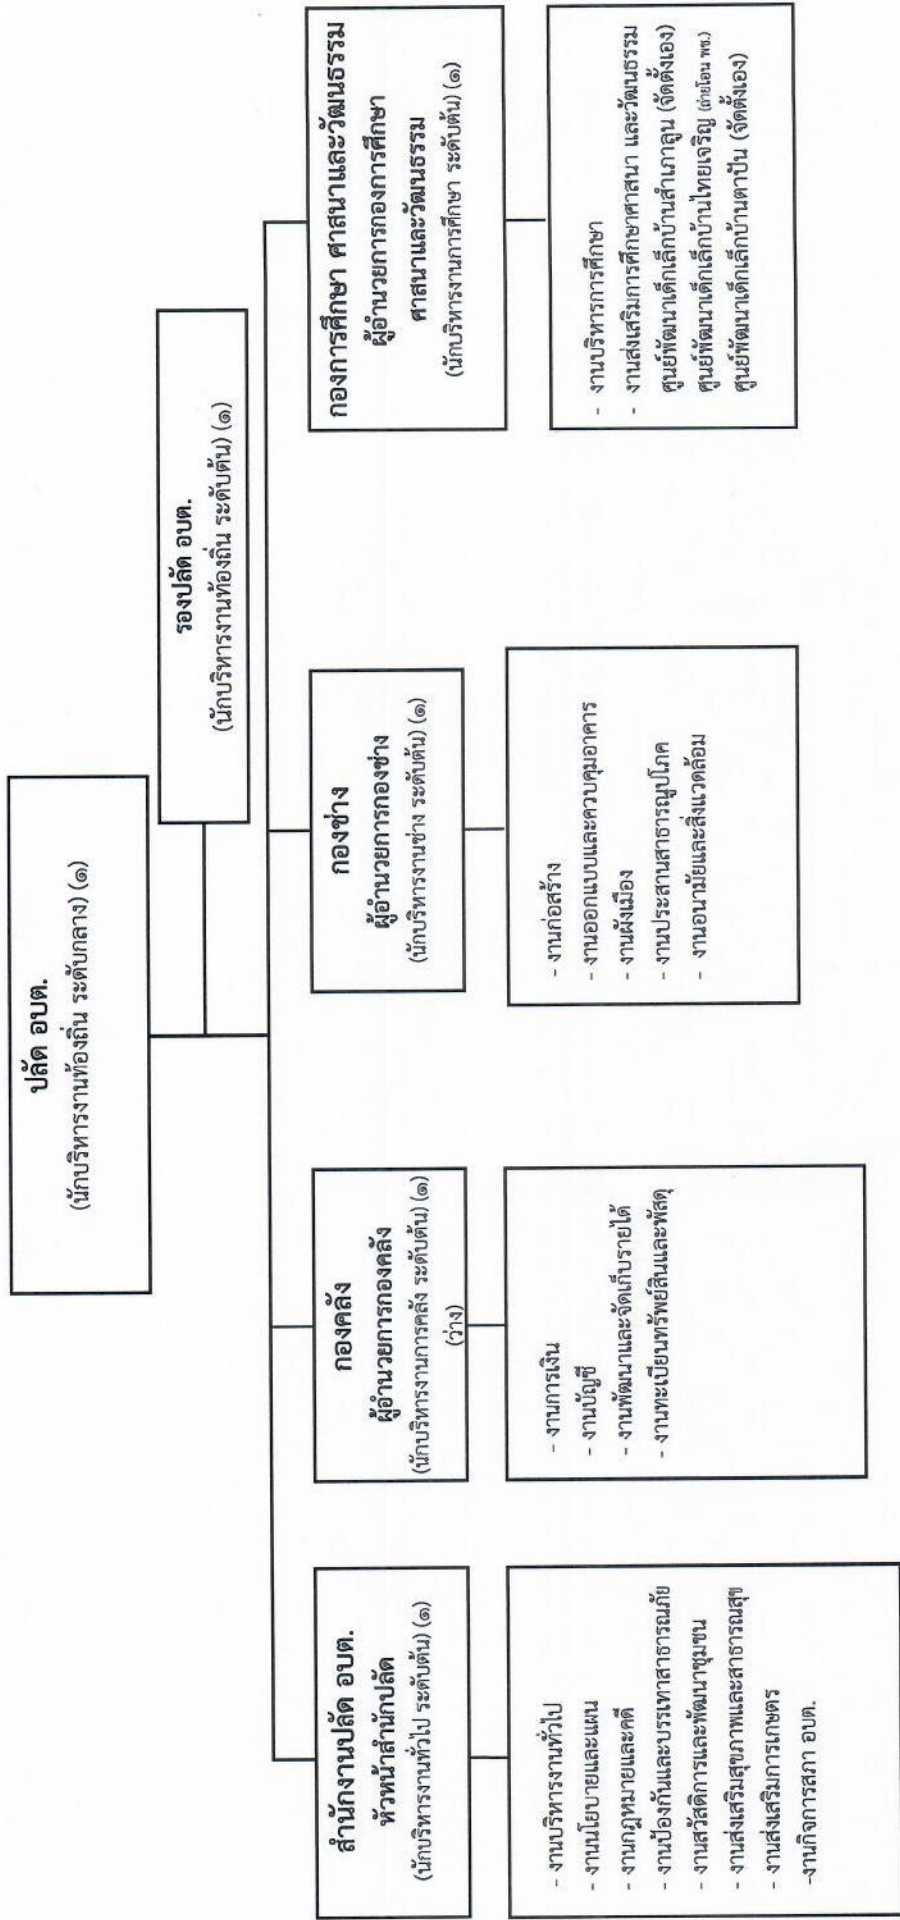 ปลัด อบต.
(นักบริหารงานท้องถิ่น ระดับกลาง) (๑)
รองปลัด อบต.
(นักบริหารงานท้องถิ่น ระดับต้น) (๑)
สำนักงานปลัด อบต.
หัวหน้าสำนักปลัด
(นักบริหารงานทั่วไป ระดับต้น) (๑)
- งานบริหารงานทั่วไป
- งานนโยบายและแผน
- งานกฎหมายและคดี
- งานป้องกันและบรรเทาสาธารณภัย
- งานสวัสดิการและพัฒนาชุมชน
- งานส่งเสริมสุขภาพและสาธารณสุข
- งานส่งเสริมการเกษตร
-งานกิจการสภา อบต.
กองคลัง
ผู้อำนวยการกองคลัง
(นักบริหารงานการคลัง ระดับต้น) (๑)
(ว่าง)
- งานการเงิน
- งานบัญชี
- งานพัฒนาและจัดเก็บรายได้
- งานทะเบียนทรัพย์สินและพัสดุ
กองช่าง
ผู้อำนวยการกองช่าง
(นักบริหารงานช่าง ระดับต้น) (๑)
- งานก่อสร้าง
- งานออกแบบและควบคุมอาคาร
- งานผังเมือง
- งานประสานสาธารณูปโภค
- งานอนามัยและสิ่งแวดล้อม
กองการศึกษา ศาสนาและวัฒนธรรม
ผู้อำนวยการกองการศึกษา
ศาสนาและวัฒนธรรม
(นักบริหารงานการศึกษา ระดับต้น) (๑)
- งานบริหารการศึกษา
- งานส่งเสริมการศึกษาศาสนา และวัฒนธรรม
ศูนย์พัฒนาเด็กเล็กบ้านสำเภาลูน (จัดตั้งเอง)
ศูนย์พัฒนาเด็กเล็กบ้านไทยเจริญ (ถ่ายโอน พช.)
ศูนย์พัฒนาเด็กเล็กบ้านตาปัน (จัดตั้งเอง)